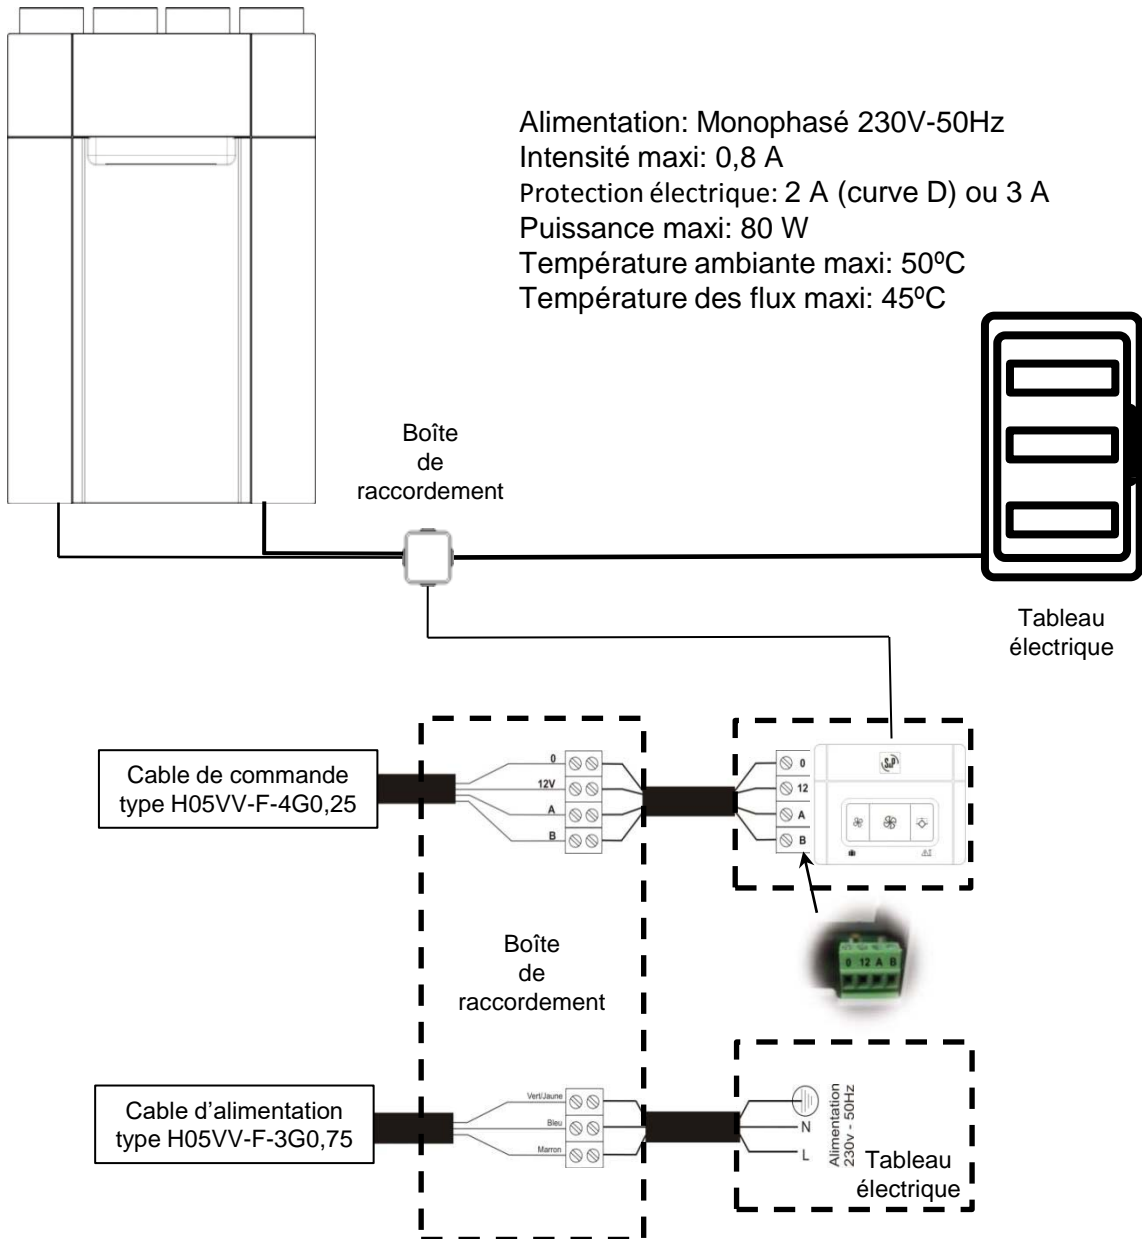 Alimentation: Monophasé 230V-50Hz
Intensité maxi: 0,8 A
Protection électrique: 2 A (curve D) ou 3 A
Puissance maxi: 80 W
Température ambiante maxi: 50ºC
Température des flux maxi: 45ºC
Boîte
de
raccordement
Tableau
électrique
Cable de commande
type H05VV-F-4G0,25
0
12V
A
B
0
12
A
B
S&P
0 12 A B
Boîte
de
raccordement
Cable d’alimentation
type H05VV-F-3G0,75
Vert/Jaune
Bleu
Marron
N
L
Alimentation
230v - 50Hz
Tableau
électrique